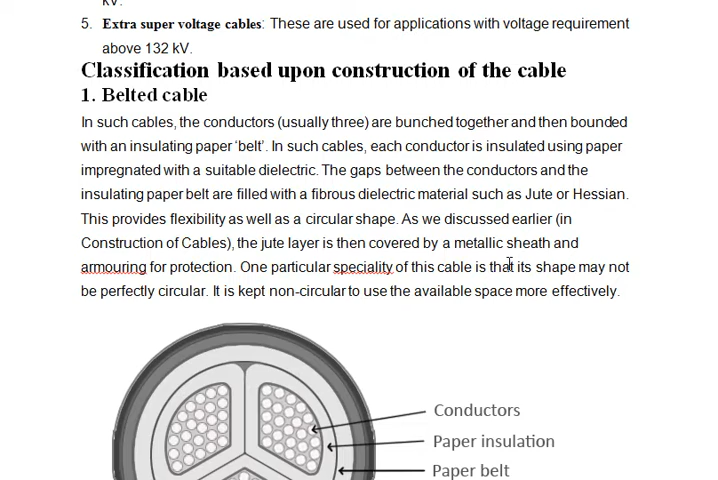 kV.
5. Extra super voltage cables: These are used for applications with voltage requirement
above 132 kV.
Classification based upon construction of the cable
1. Belted cable
In such cables, the conductors (usually three) are bunched together and then bounded
with an insulating paper ‘belt’. In such cables, each conductor is insulated using paper
impregnated with a suitable dielectric. The gaps between the conductors and the
insulating paper belt are filled with a fibrous dielectric material such as Jute or Hessian.
This provides flexibility as well as a circular shape. As we discussed earlier (in
Construction of Cables), the jute layer is then covered by a metallic sheath and
armouring for protection. One particular speciality of this cable is that its shape may not
be perfectly circular. It is kept non-circular to use the available space more effectively.
Conductors
Paper insulation
Paper belt